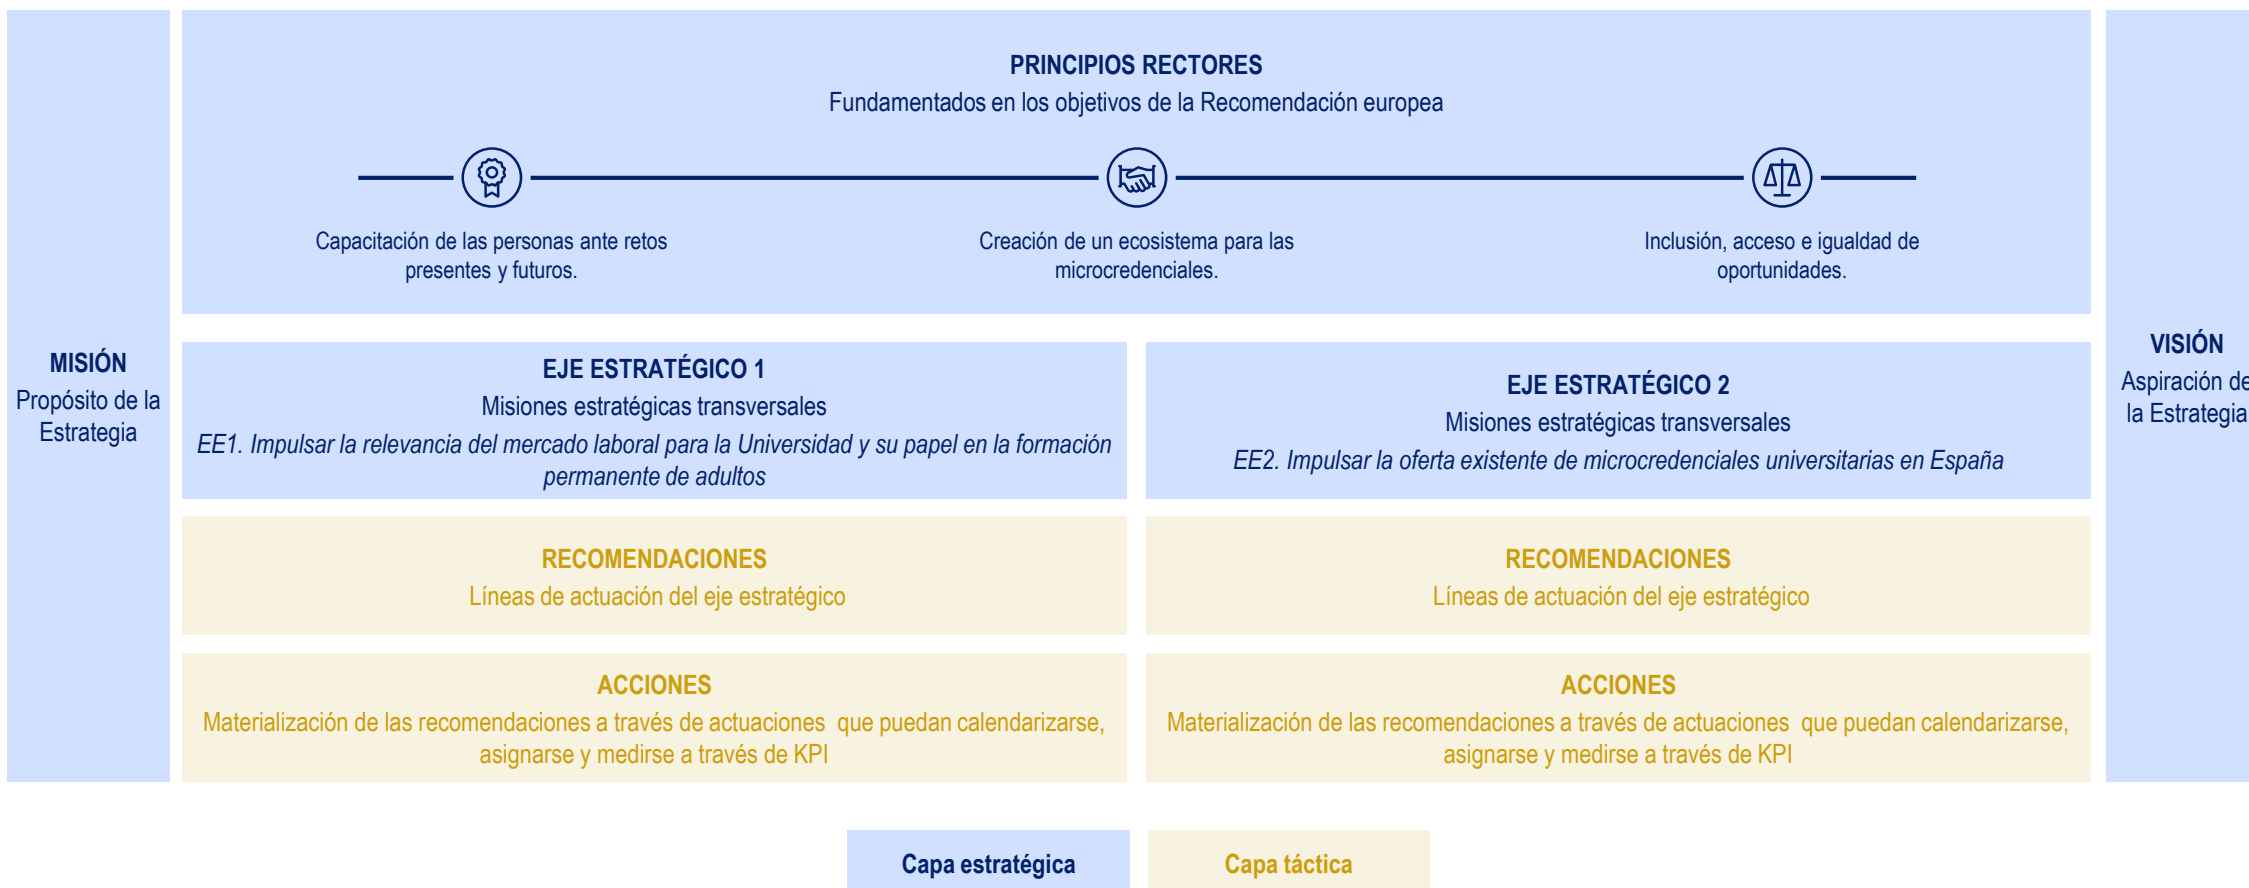 PRINCIPIOS RECTORES
Fundamentados en los objetivos de la Recomendación europea
Capacitación de las personas ante retos
presentes y futuros.
Creación de un ecosistema para las
microcredenciales.
Inclusión, acceso e igualdad de
oportunidades.
MISIÓN
Propósito de la
Estrategia
EJE ESTRATÉGICO 1
Misiones estratégicas transversales
EE1. Impulsar la relevancia del mercado laboral para la Universidad y su papel en la formación
permanente de adultos
EJE ESTRATÉGICO 2
Misiones estratégicas transversales
EE2. Impulsar la oferta existente de microcredenciales universitarias en España
VISIÓN
Aspiración de
la Estrategia
RECOMENDACIONES
Líneas de actuación del eje estratégico
RECOMENDACIONES
Líneas de actuación del eje estratégico
ACCIONES
Materialización de las recomendaciones a través de actuaciones  que puedan calendarizarse,
asignarse y medirse a través de KPI
ACCIONES
Materialización de las recomendaciones a través de actuaciones  que puedan calendarizarse,
asignarse y medirse a través de KPI
Capa estratégica
Capa táctica